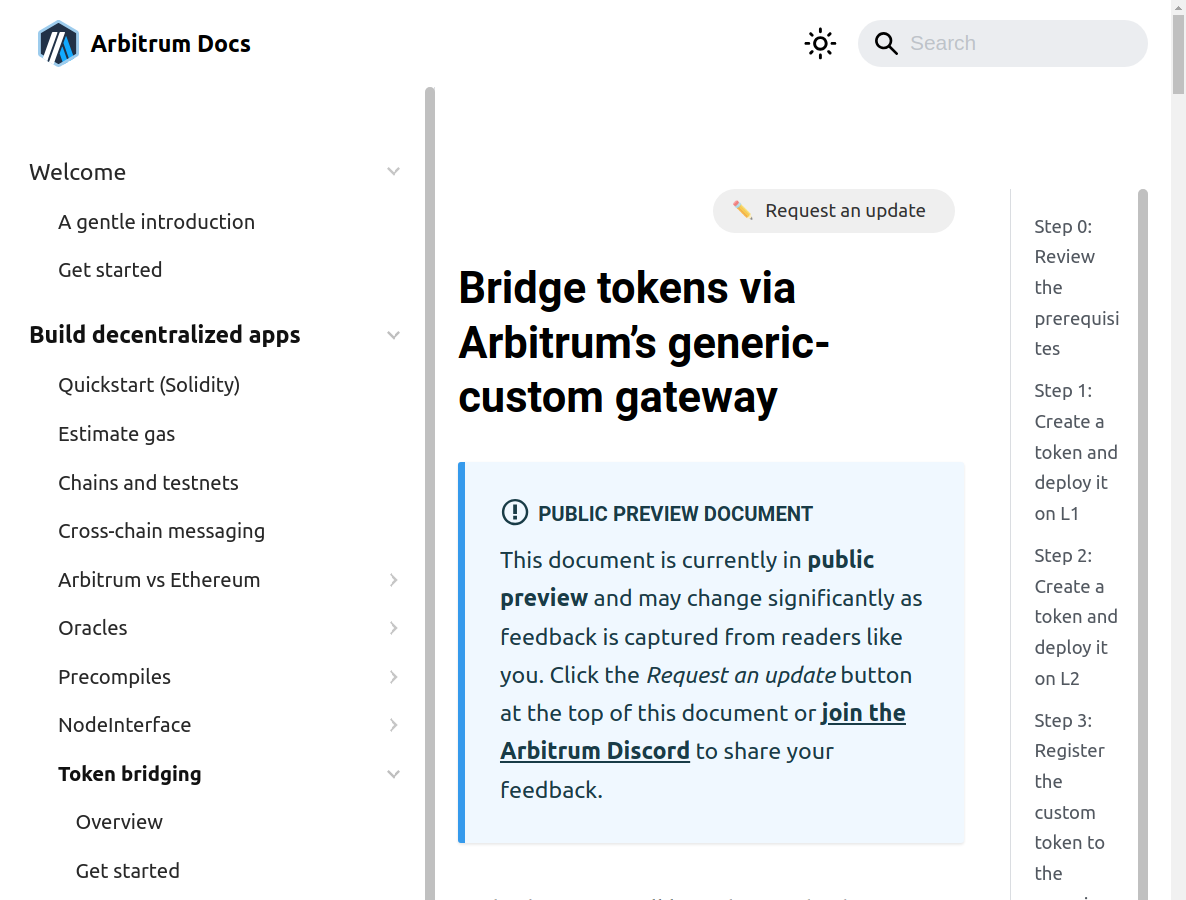 Arbitrum Docs
Search
Welcome
A gentle introduction
Get started
Build decentralized apps
Quickstart (Solidity)
Estimate gas
Chains and testnets
Cross-chain messaging
Arbitrum vs Ethereum
Oracles
Precompiles
NodeInterface
Token bridging
Overview
Get started
✏️ Request an update
Bridge tokens via
Arbitrum’s generic-
custom gateway
PUBLIC PREVIEW DOCUMENT
This document is currently in public
preview and may change significantly as
feedback is captured from readers like
you. Click the Request an update button
at the top of this document or join the
Arbitrum Discord to share your
feedback.
Step 0:
Review
the
prerequisi
tes
Step 1:
Create a
token and
deploy it
on L1
Step 2:
Create a
token and
deploy it
on L2
Step 3:
Register
the
custom
token to
the